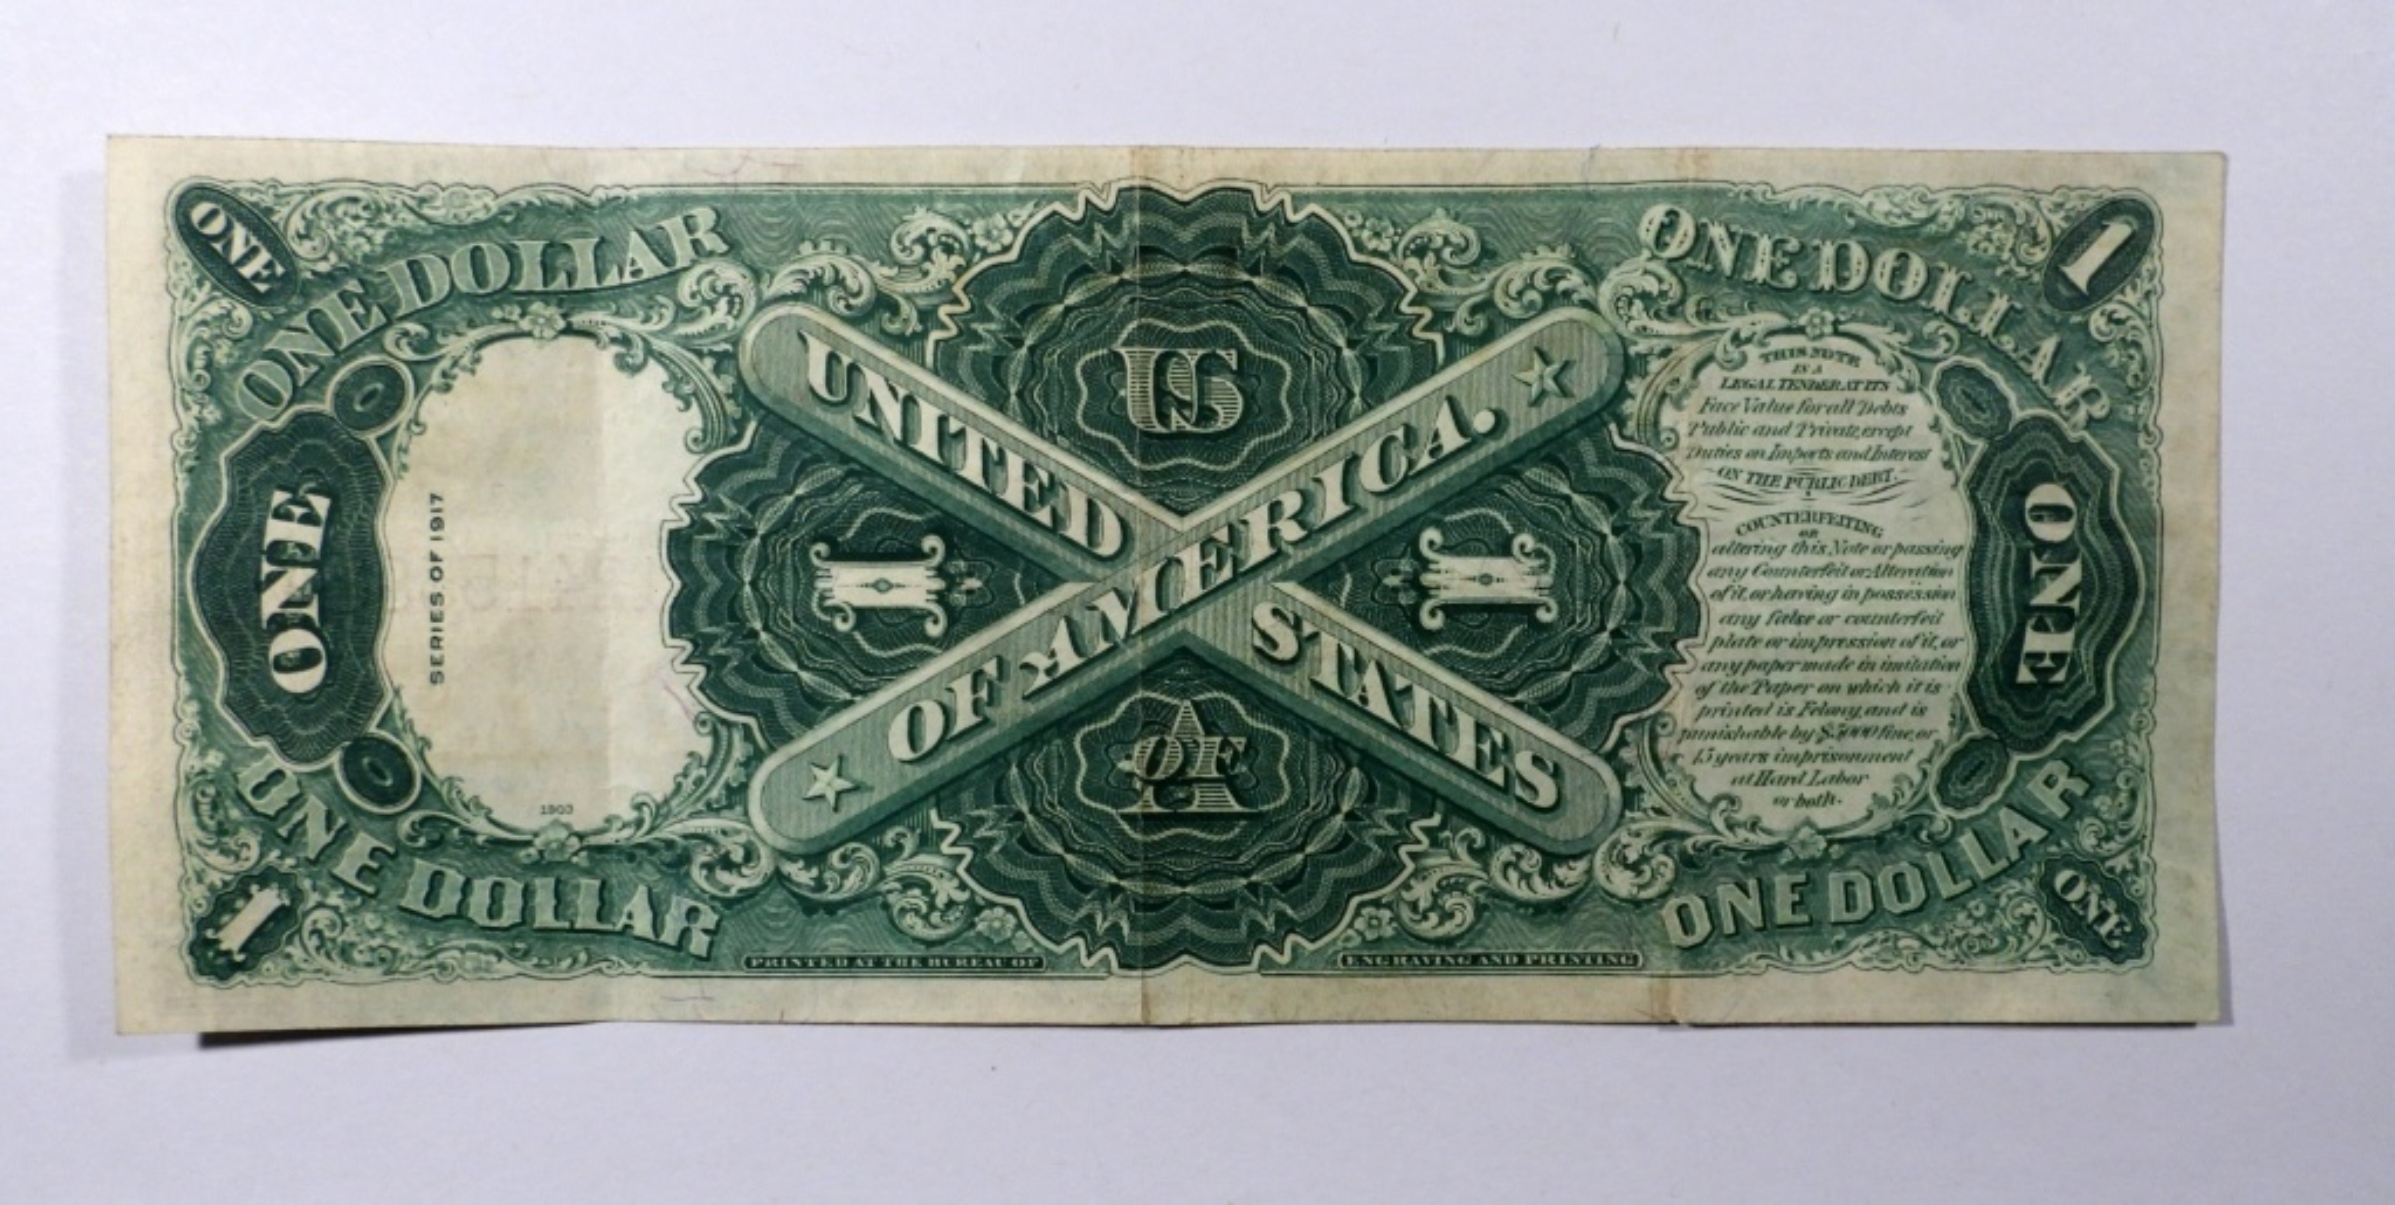 ONE
ONE DOLLAR
ONE DOLLAR
1
US
UNITED
STATES
OF AMERICA.
1
1
OF
A
ONE
SERIES OF 1917
1903
THIS NOTE
IS A
LEGAL TENDER AT ITS
Face Value for all Debts
Public and Private, except
Duties on Imports and Interest
ON THE PUBLIC DEBT.
COUNTERFEITING
OR
altering this Note or passing
any Counterfeit or Alteration
of it, or having in possession
any false or counterfeit
plate or impression of it, or
any paper made in imitation
of the Paper on which it is
printed is Felony, and is
punishable by $5000 fine, or
15 years imprisonment
at Hard Labor
or both.
ONE
ONE DOLLAR
1
PRINTED AT THE BUREAU OF
ENGRAVING AND PRINTING
ONE DOLLAR
ONE